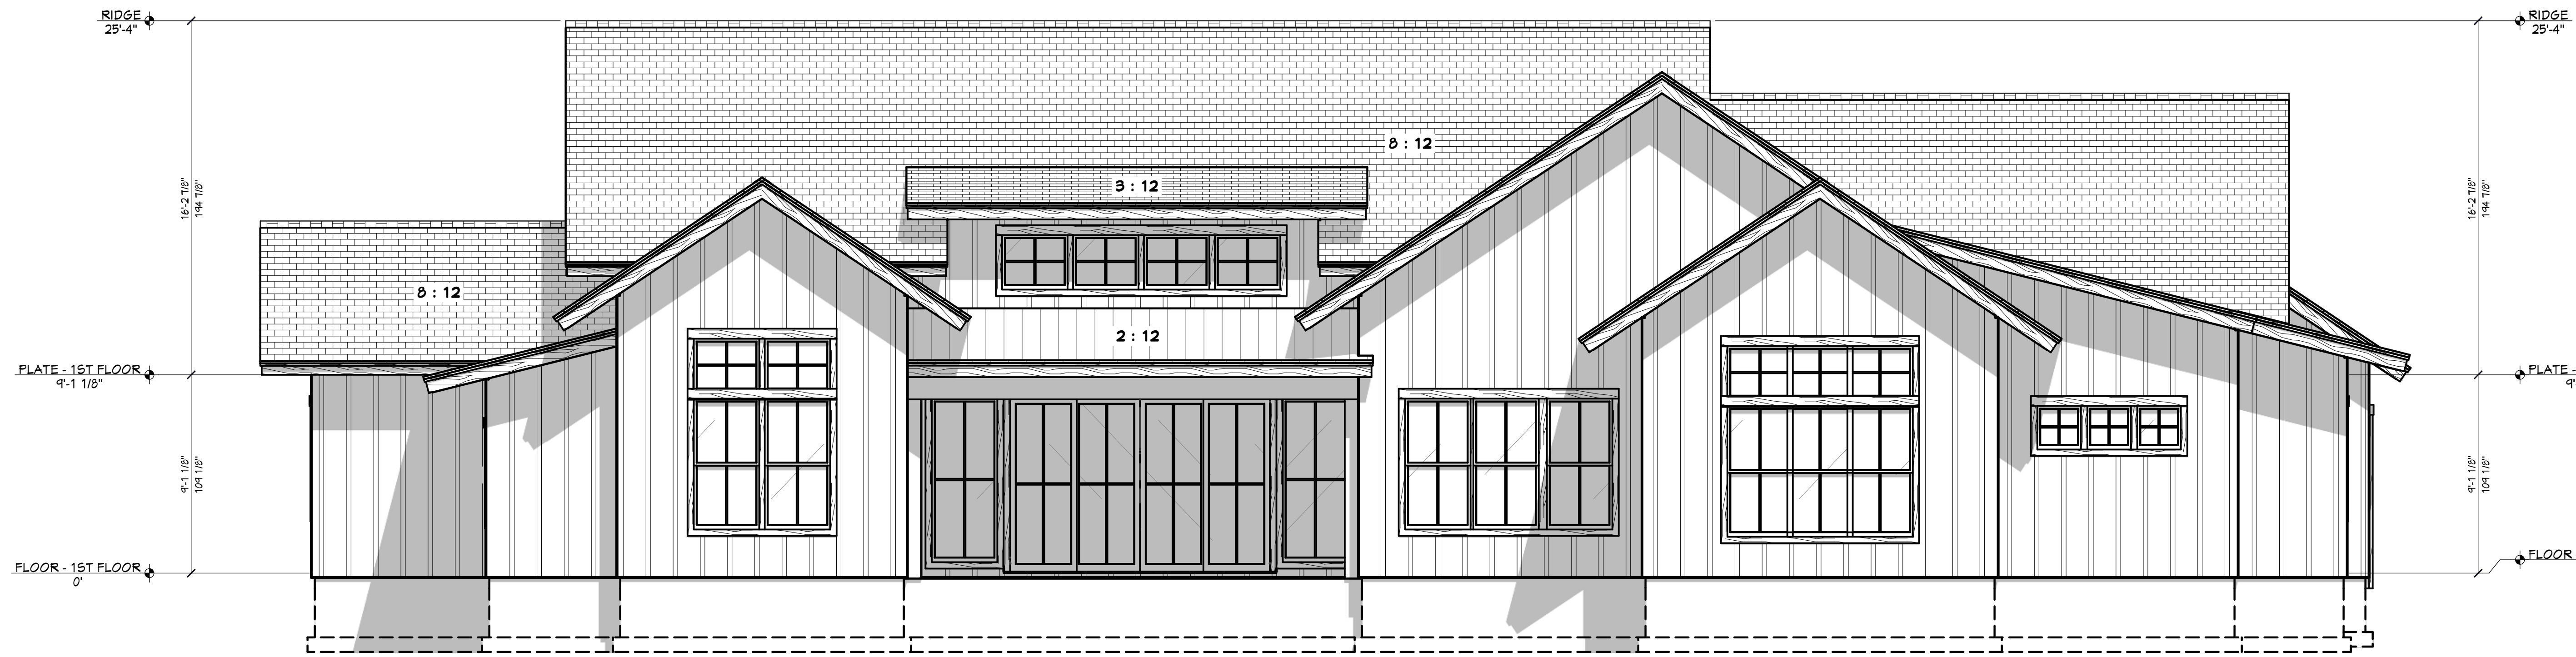 RIDGE
25'-4"
RIDGE
25'-4"
8 : 12
3 : 12
16'-2 7/8"
194 7/8"
16'-2 7/8"
194 7/8"
8 : 12
2 : 12
PLATE - 1ST FLOOR
9'-1 1/8"
PLATE -
9'
9'-1 1/8"
109 1/8"
9'-1 1/8"
109 1/8"
FLOOR - 1ST FLOOR
0'
FLOOR